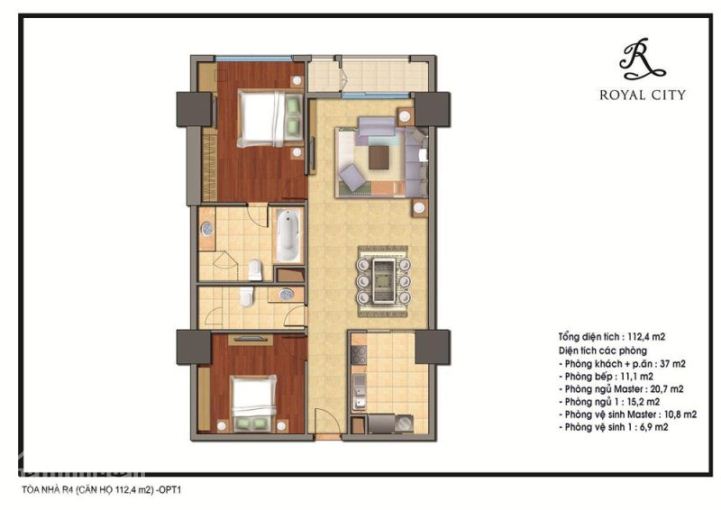 ROYAL CITY
Tổng diện tích : 112,4 m2
Diện tích các phòng
- Phòng khách + p.ăn : 37 m2
- Phòng bếp : 11,1 m2
- Phòng ngủ Master : 20,7 m2
- Phòng ngủ 1 : 15,2 m2
- Phòng vệ sinh Master : 10,8 m2
- Phòng vệ sinh 1 : 6,9 m2
TÒA NHÀ R4 (CĂN HỘ 112,4 m2) -OPT1